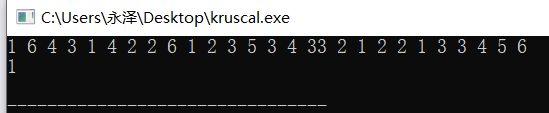 C:\Users\永泽\Desktop\kruscal.exe
1 6 4 3 1 4 2 2 6 1 2 3 5 3 4 33 2 1 2 2 1 3 3 4 5 6
1
--------------------------------